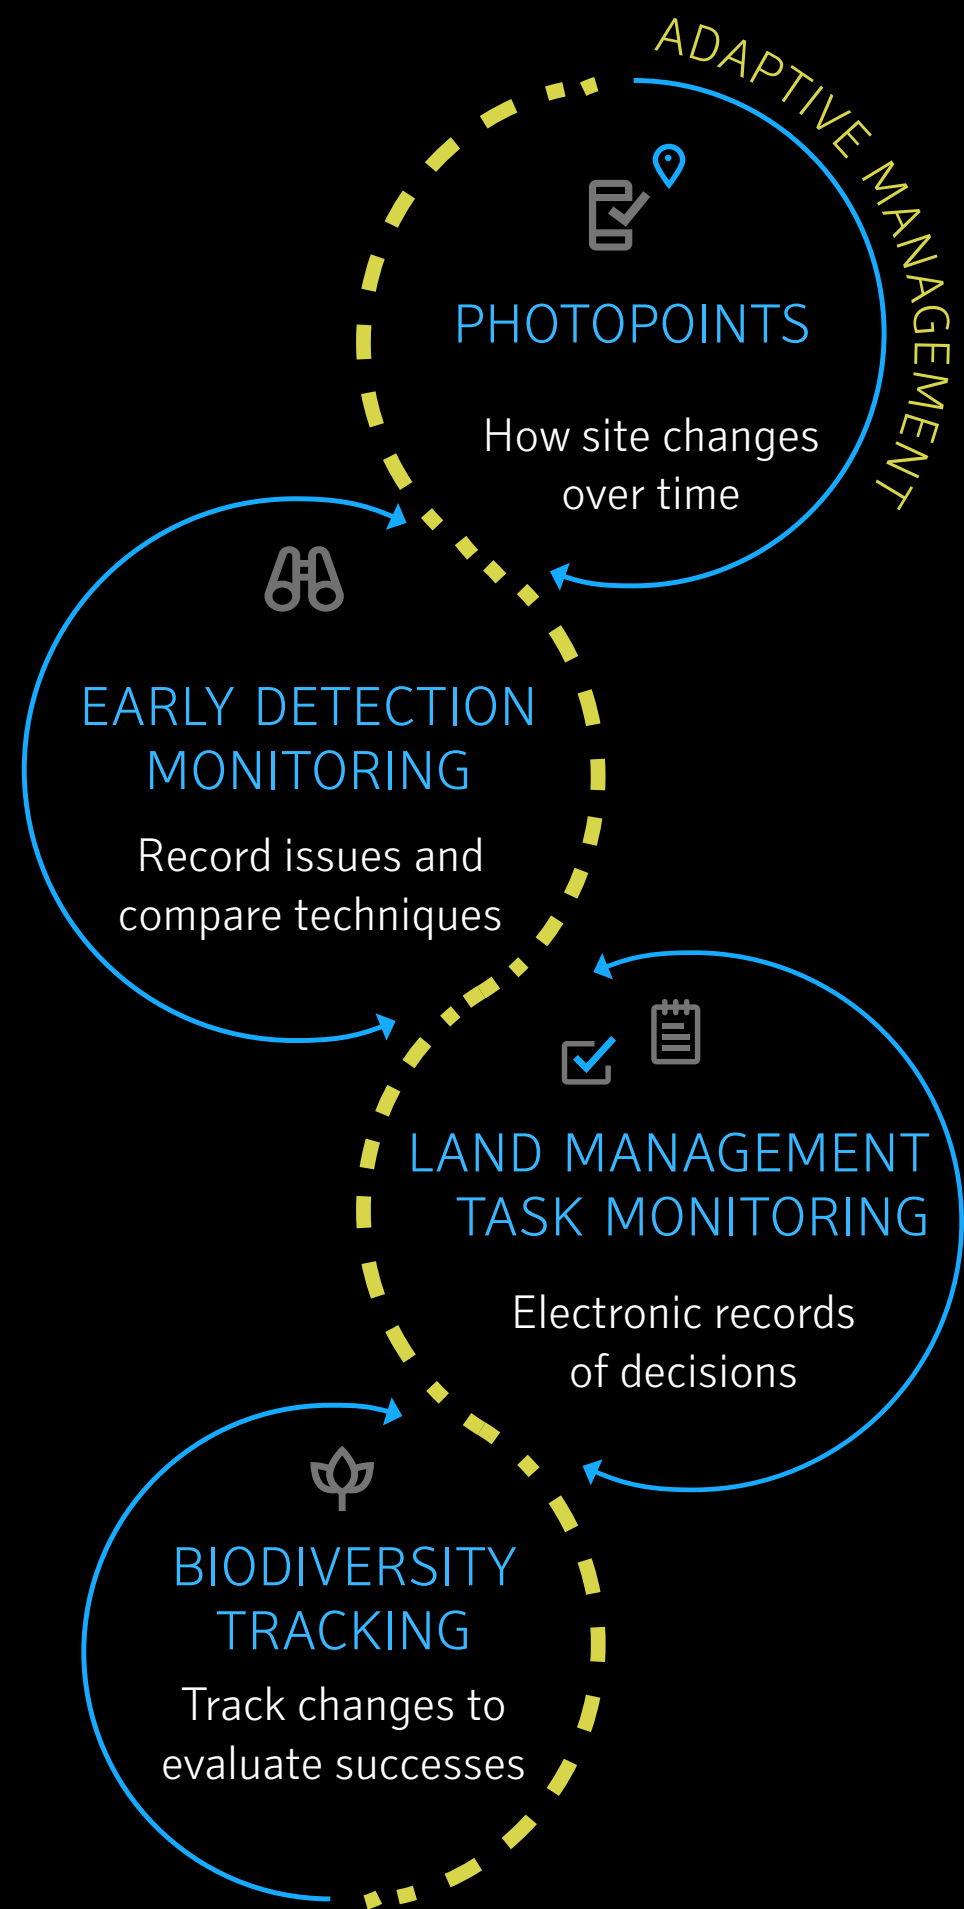 ADAPTIVE MANAGEMENT
PHOTOPOINTS
How site changes
over time
EARLY DETECTION
MONITORING
Record issues and
compare techniques
LAND MANAGEMENT
TASK MONITORING
Electronic records
of decisions
BIODIVERSITY
TRACKING
Track changes to
evaluate successes